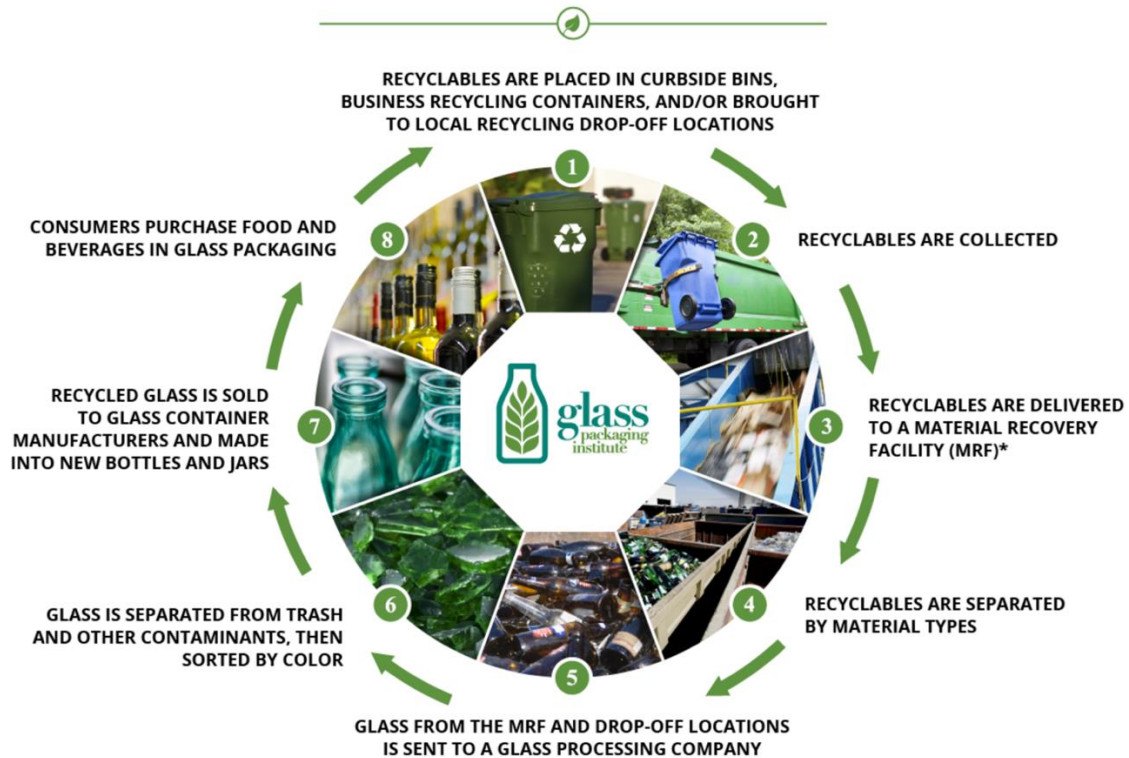 RECYCLABLES ARE PLACED IN CURBSIDE BINS,
BUSINESS RECYCLING CONTAINERS, AND/OR BROUGHT
TO LOCAL RECYCLING DROP-OFF LOCATIONS
1
2
RECYCLABLES ARE COLLECTED
3
RECYCLABLES ARE DELIVERED
TO A MATERIAL RECOVERY
FACILITY (MRF)*
4
RECYCLABLES ARE SEPARATED
BY MATERIAL TYPES
5
GLASS FROM THE MRF AND DROP-OFF LOCATIONS
IS SENT TO A GLASS PROCESSING COMPANY
6
GLASS IS SEPARATED FROM TRASH
AND OTHER CONTAMINANTS, THEN
SORTED BY COLOR
7
RECYCLED GLASS IS SOLD
TO GLASS CONTAINER
MANUFACTURERS AND MADE
INTO NEW BOTTLES AND JARS
8
CONSUMERS PURCHASE FOOD AND
BEVERAGES IN GLASS PACKAGING
glass
packaging
institute